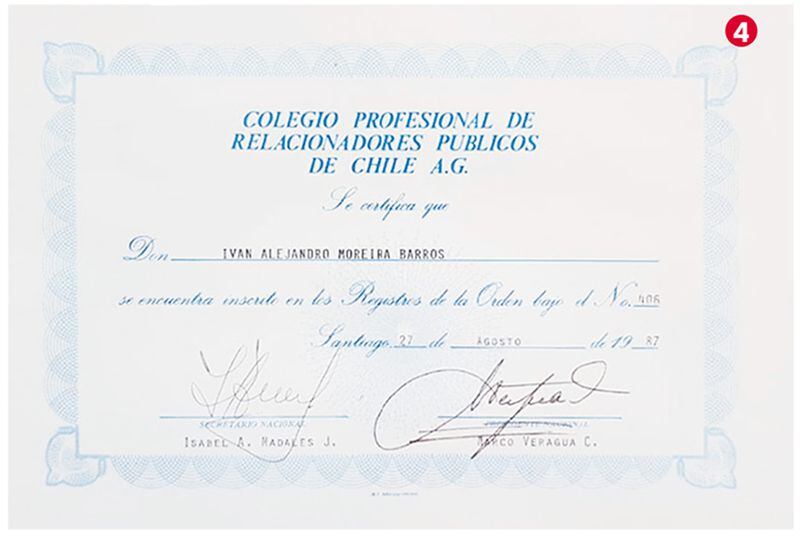 4
COLEGIO PROFESIONAL DE
RELACIONADORES PUBLICOS
DE CHILE A.G.
Se certifica que
Don IVAN ALEJANDRO MOREIRA BARROS
se encuentra inscrito en los Registros de la Orden bajo el No. 406
Santiago 27 de AGOSTO de 19 87
SECRETARIO NACIONAL PRESIDENTE NACIONAL
ISABEL A. NADALES J. MARCO VERAGUA C.